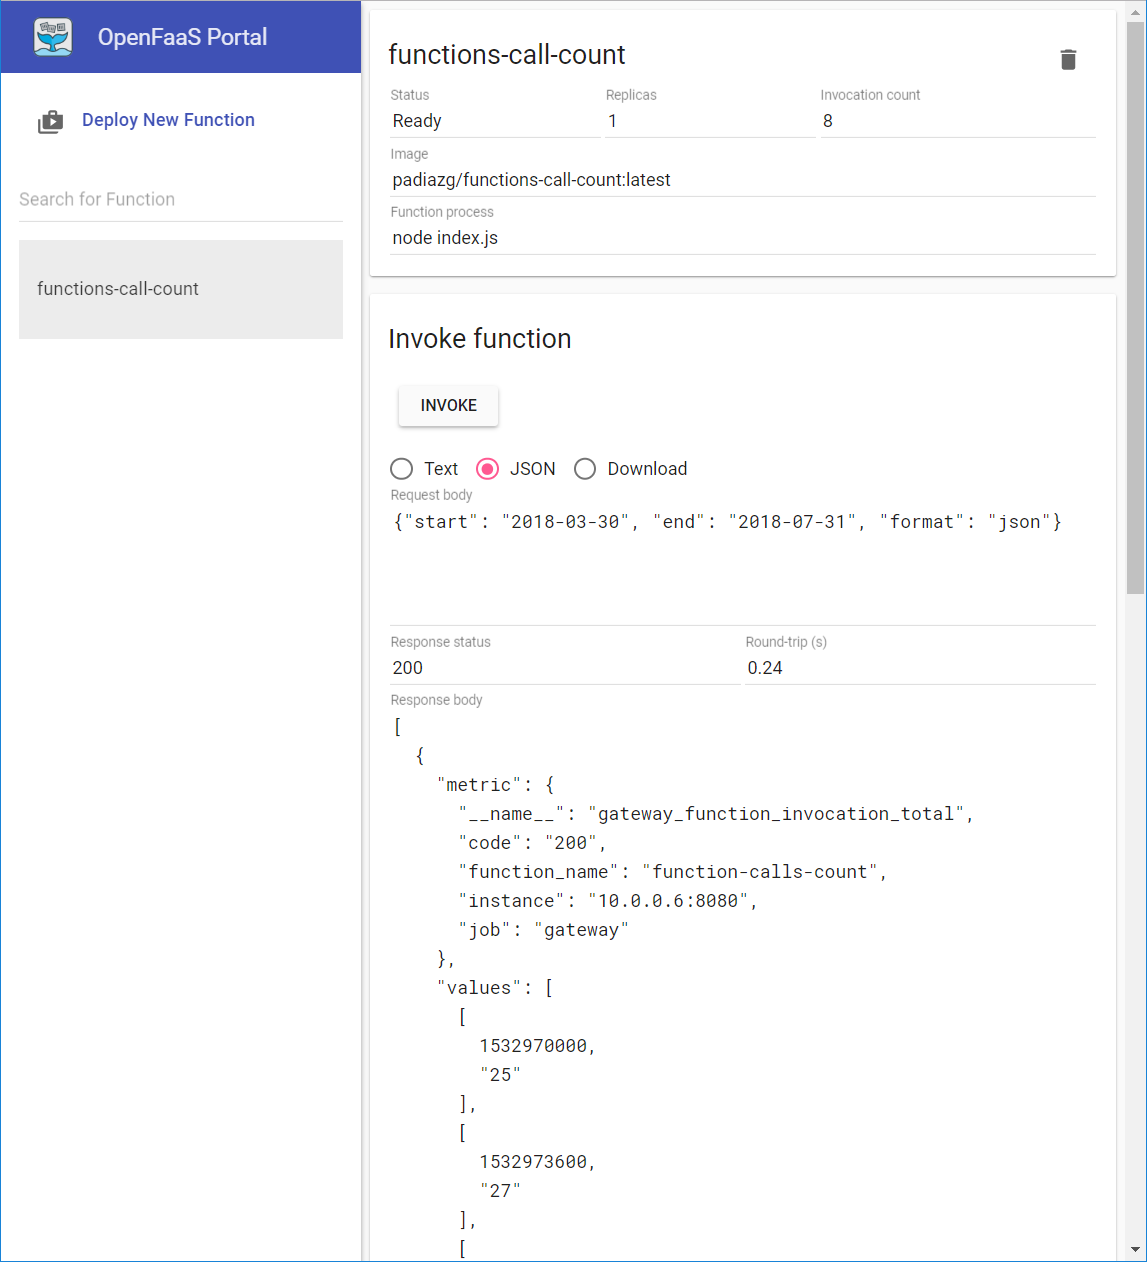 OpenFaaS Portal
Deploy New Function
Search for Function
functions-call-count
functions-call-count
Status Replicas Invocation count
Ready 1 8
Image
padiazg/functions-call-count:latest
Function process
node index.js
Invoke function
INVOKE
Text JSON Download
Request body
{"start": "2018-03-30", "end": "2018-07-31", "format": "json"}
Response status Round-trip (s)
200 0.24
Response body
[
{
"metric": {
"__name__": "gateway_function_invocation_total",
"code": "200",
"function_name": "function-calls-count",
"instance": "10.0.0.6:8080",
"job": "gateway"
},
"values": [
[
1532970000,
"25"
],
[
1532973600,
"27"
],
[